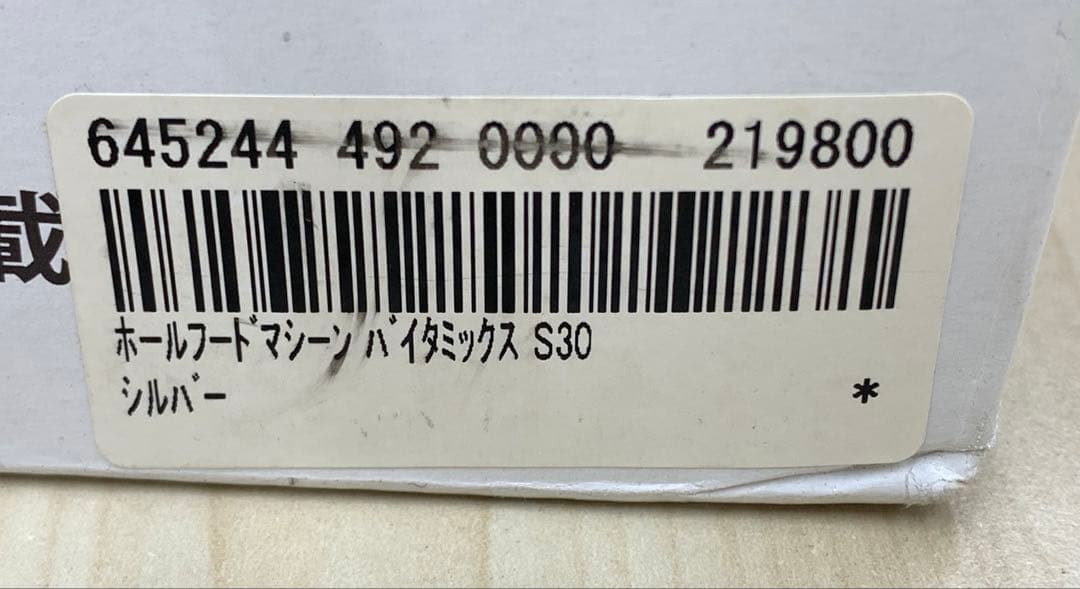 645244 492 0000 219800
載
ﾎｰﾙﾌｰﾄﾞﾏｼｰﾝ ﾊﾞｲﾀﾐｯｸｽ S30
ｼﾙﾊﾞｰ *